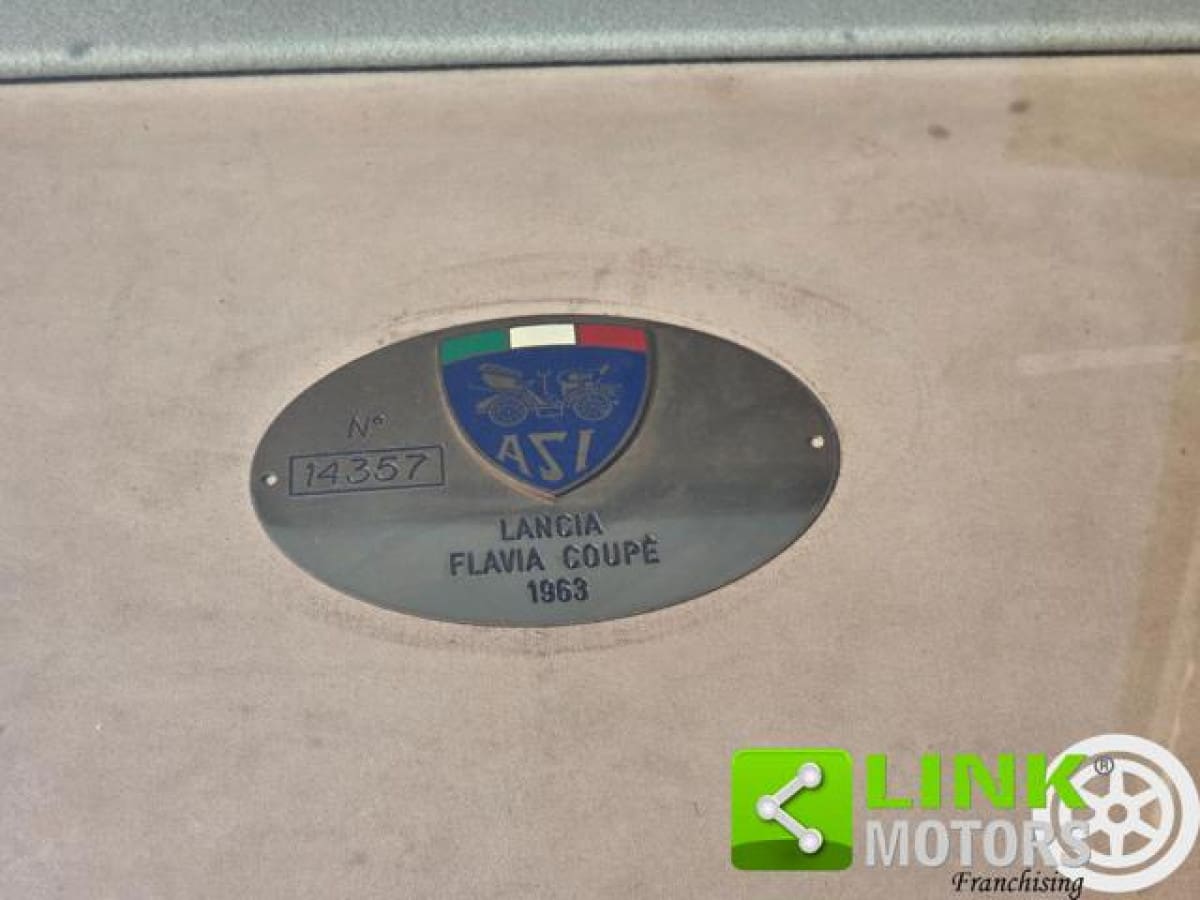 N°
14357
ASI
LANCIA
FLAVIA COUPÈ
1963
LINK®
MOTORS
Franchising